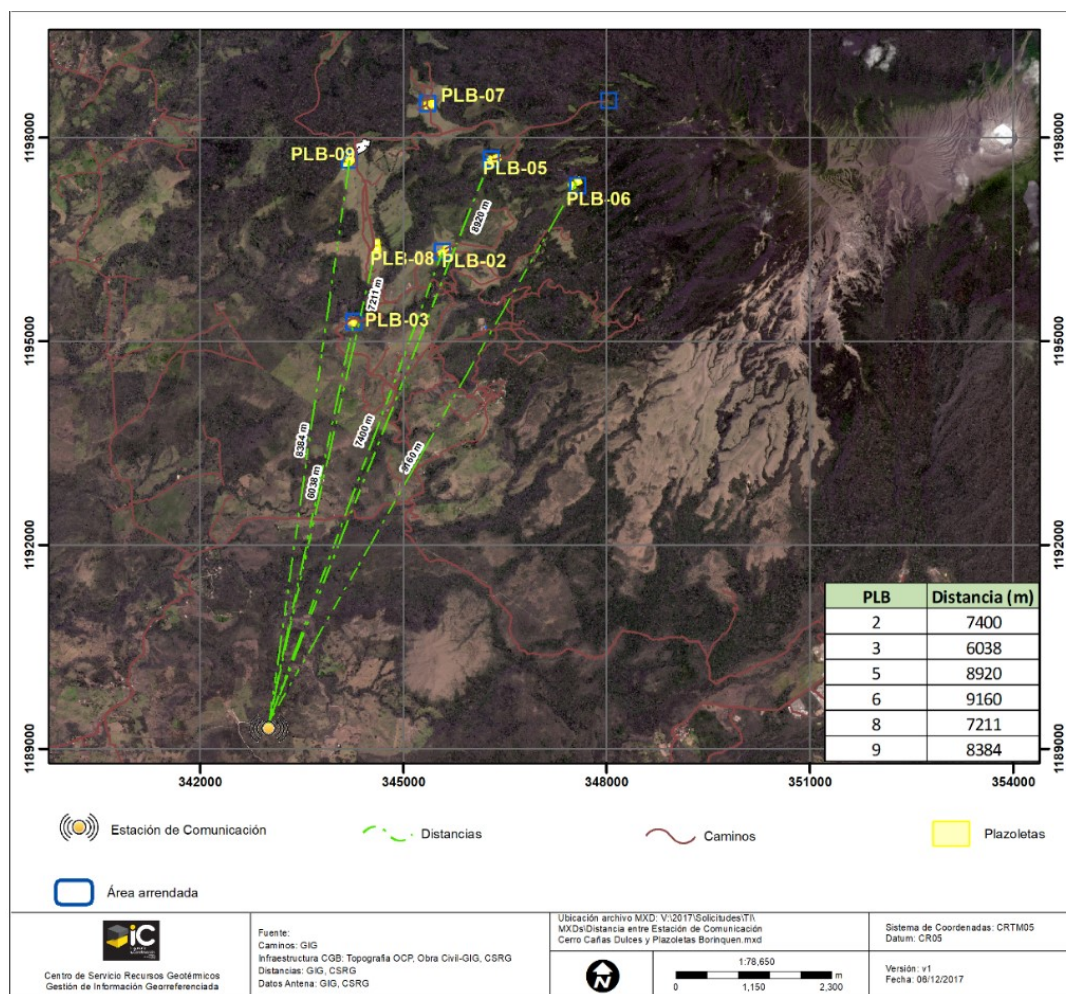 PLB-07
PLB-09
PLB-05
PLB-06
8920 m
PLB-08
PLB-02
7211 m
PLB-03
8384 m
7400 m
9160 m
6038 m
1198000
1195000
1192000
1189000
1198000
1195000
1192000
1189000
342000
345000
348000
351000
354000
PLB Distancia (m)
2 7400
3 6038
5 8920
6 9160
8 7211
9 8384
Estación de Comunicación
Distancias
Caminos
Plazoletas
Área arrendada
Centro de Servicio Recursos Geotérmicos
Gestión de Información Georreferenciada
Fuente:
Caminos: GIG
Infraestructura CGB: Topografía OCP, Obra Civil-GIG, CSRG
Distancias: GIG, CSRG
Datos Antena: GIG, CSRG
Ubicación archivo MXD: V:\2017\Solicitudes\TI\
MXDs\Distancia entre Estación de Comunicación
Cerro Cañas Dulces y Plazoletas Borinquen.mxd
1:78,650
m
0 1,150 2,300
Sistema de Coordenadas: CRTM05
Datum: CR05
Versión: v1
Fecha: 06/12/2017